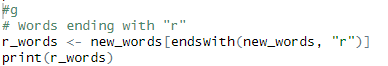 #g
# Words ending with "r"
r_words <- new_words[endsWith(new_words, "r")]
print(r_words)